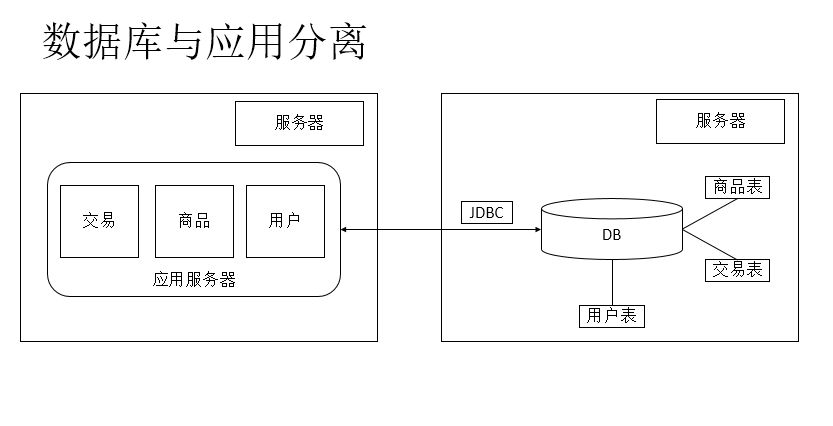 数据库与应用分离
服务器
交易
商品
用户
应用服务器
JDBC
服务器
商品表
DB
交易表
用户表